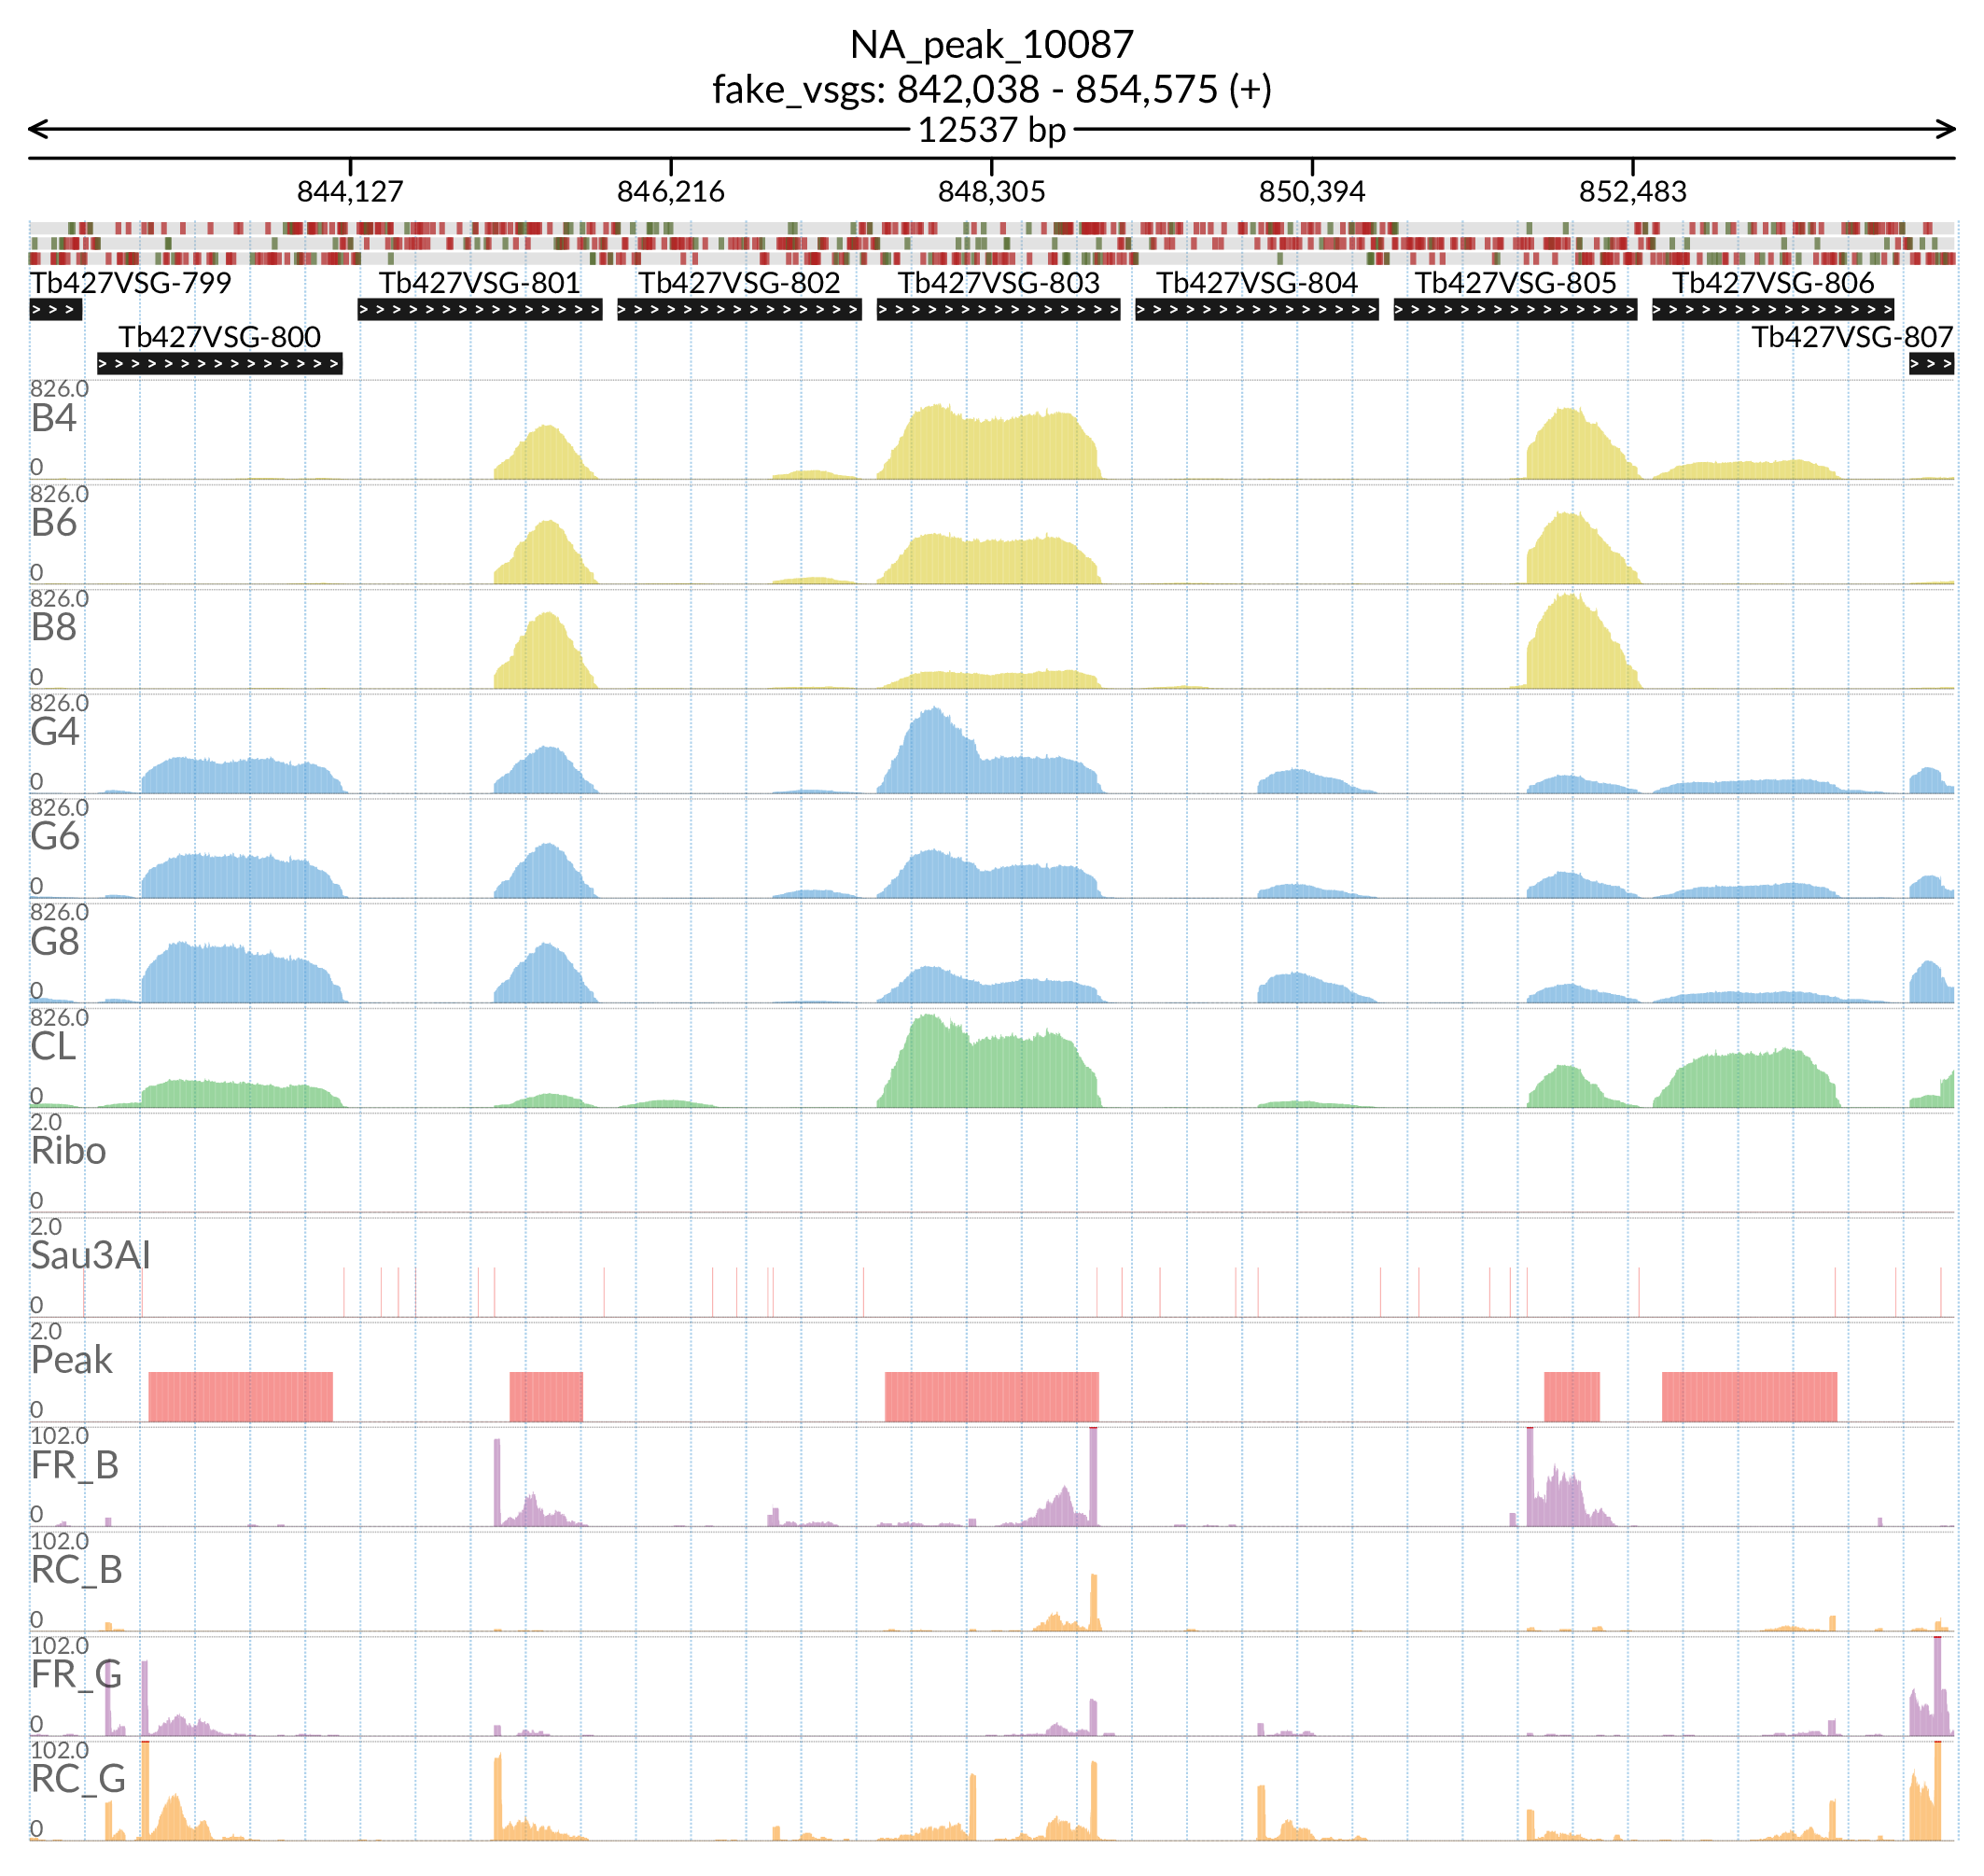 NA_peak_10087
fake_vsgs: 842,038 - 854,575 (+)
12537 bp
844,127 846,216 848,305 850,394 852,483
Tb427VSG-799 Tb427VSG-801 Tb427VSG-802 Tb427VSG-803 Tb427VSG-804 Tb427VSG-805 Tb427VSG-806
Tb427VSG-800 Tb427VSG-807
826.0
B4
0
826.0
B6
0
826.0
B8
0
826.0
G4
0
826.0
G6
0
826.0
G8
0
826.0
CL
0
2.0
Ribo
0
2.0
Sau3AI
0
2.0
Peak
0
102.0
FR_B
0
102.0
RC_B
0
102.0
FR_G
0
102.0
RC_G
0